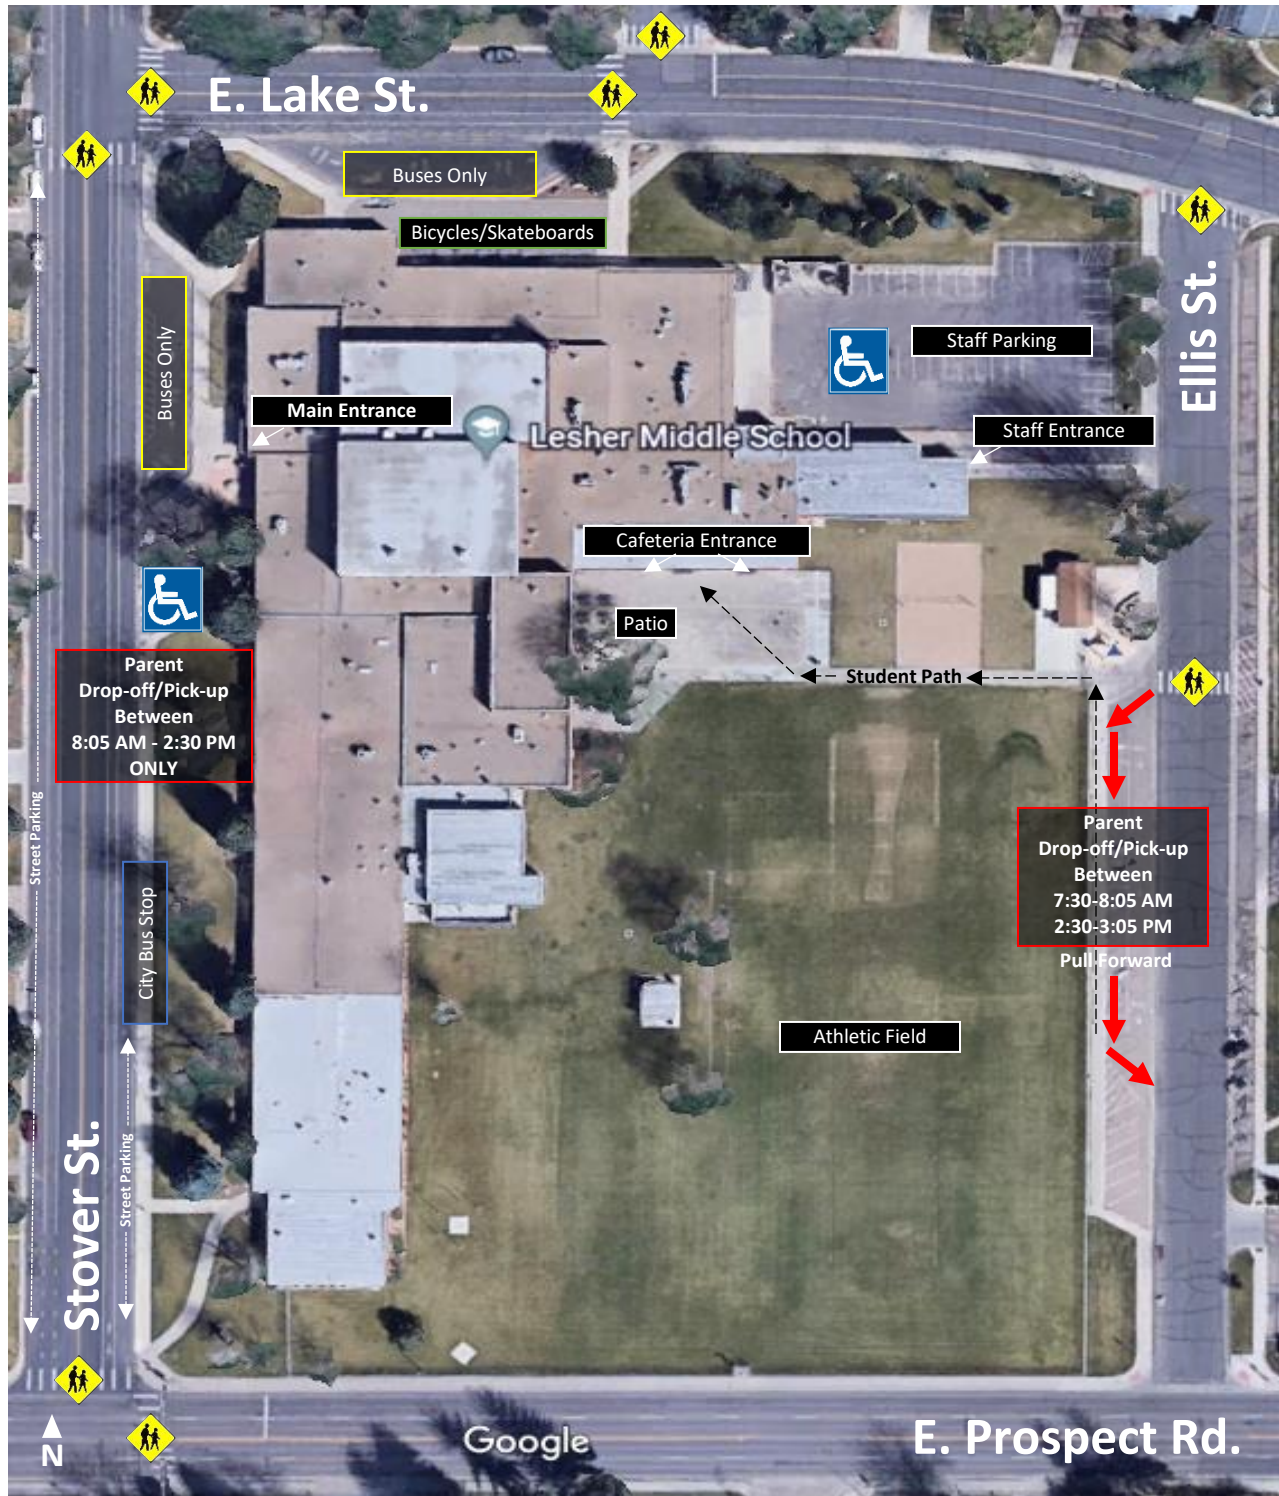 E. Lake St.
Buses Only
Bicycles/Skateboards
Buses Only
Ellis St.
Staff Parking
Main Entrance
Lesher Middle School
Staff Entrance
Cafeteria Entrance
Patio
Student Path
Parent
Drop-off/Pick-up
Between
8:05 AM - 2:30 PM
ONLY
Street Parking
Parent
Drop-off/Pick-up
Between
7:30-8:05 AM
2:30-3:05 PM
Pull Forward
City Bus Stop
Athletic Field
Street Parking
Stover St.
N
Google
E. Prospect Rd.